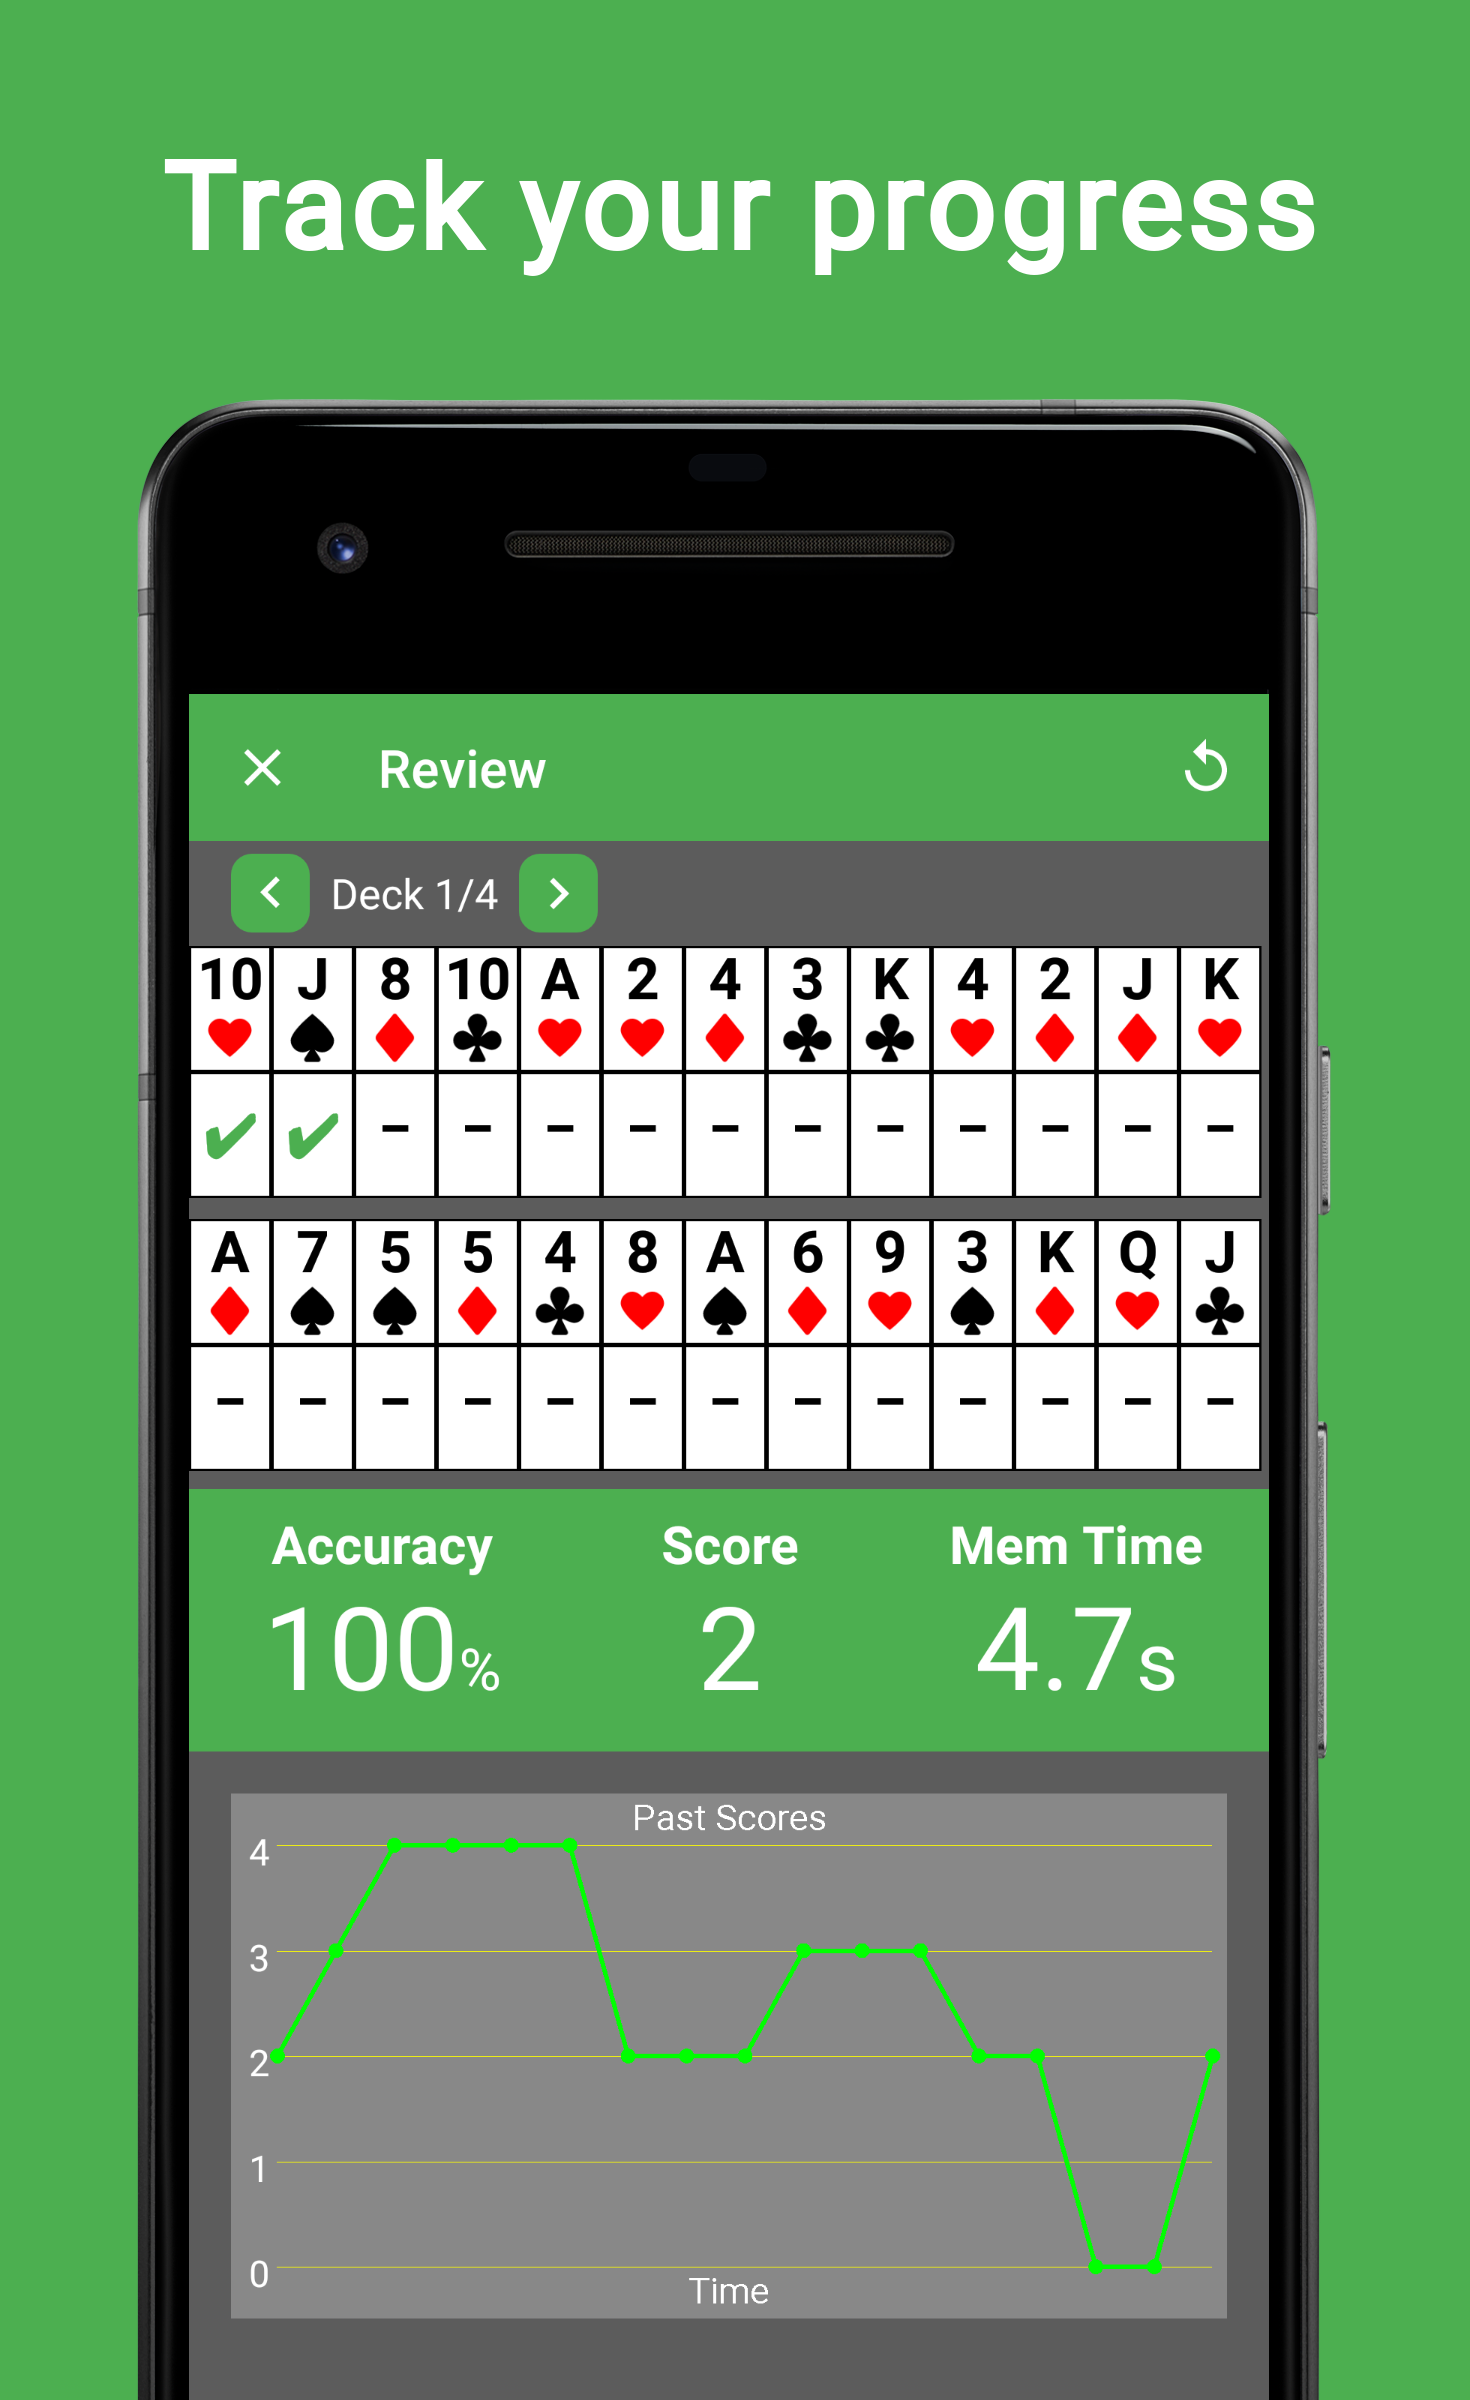 Track your progress
Review
Deck 1/4
10 J 8 10 A 2 4 3 K 4 2 J K
– – – – – – – – – – –
A 7 5 5 4 8 A 6 9 3 K Q J
– – – – – – – – – – – – –
Accuracy Score Mem Time
100% 2 4.7s
Past Scores
4
3
2
1
0
Time